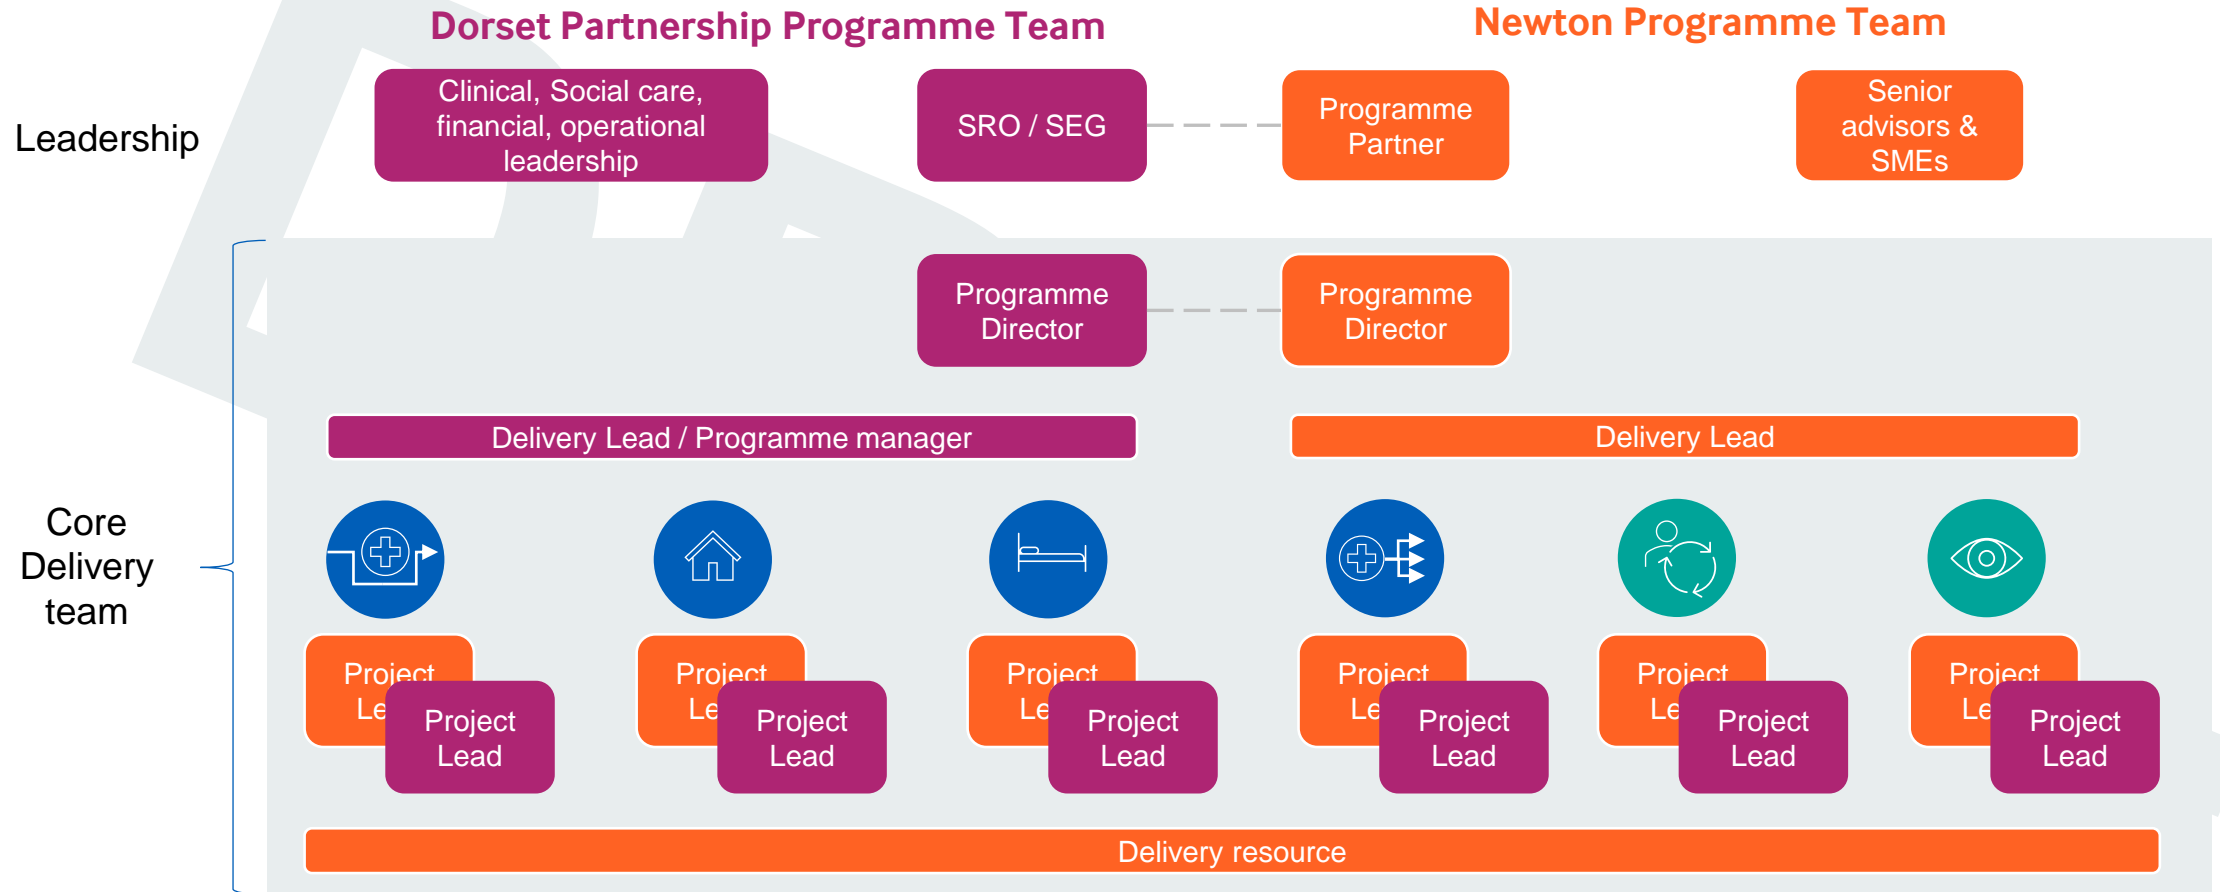 Dorset Partnership Programme Team
Newton Programme Team
Leadership
Clinical, Social care,
financial, operational
leadership
SRO / SEG
Programme
Partner
Senior
advisors &
SMEs
Programme
Director
Programme
Director
Delivery Lead / Programme manager
Delivery Lead
Core
Delivery
team
Project
Project
Lead
Project
Project
Lead
Project
Project
Lead
Project
Project
Lead
Project
Project
Lead
Project
Project
Lead
Delivery resource